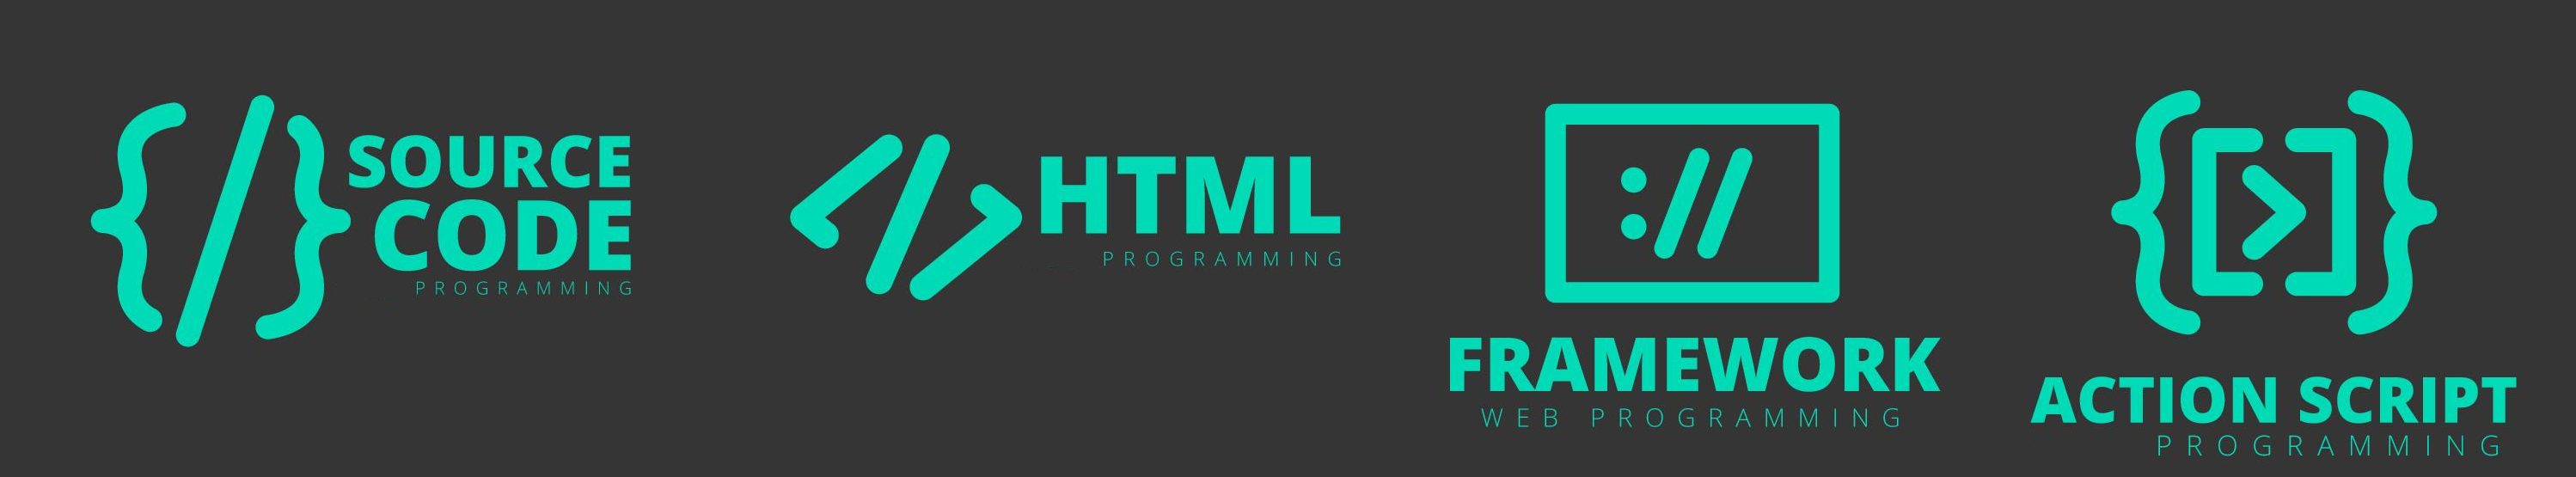 SOURCE
CODE
PROGRAMMING
HTML
PROGRAMMING
FRAMEWORK
WEB PROGRAMMING
ACTION SCRIPT
PROGRAMMING